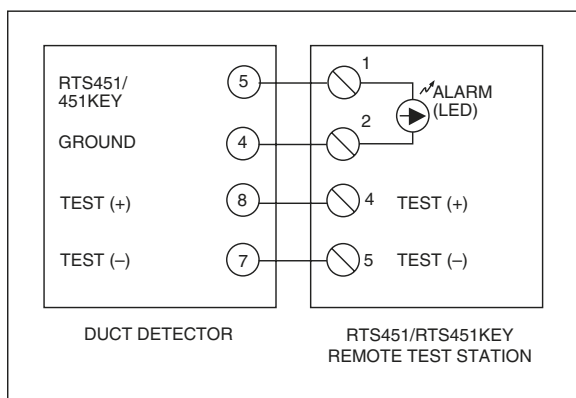 RTS451/
451KEY
5
1
ALARM
(LED)
GROUND
4
2
TEST (+)
8
4
TEST (+)
TEST (–)
7
5
TEST (–)
DUCT DETECTOR
RTS451/RTS451KEY
REMOTE TEST STATION